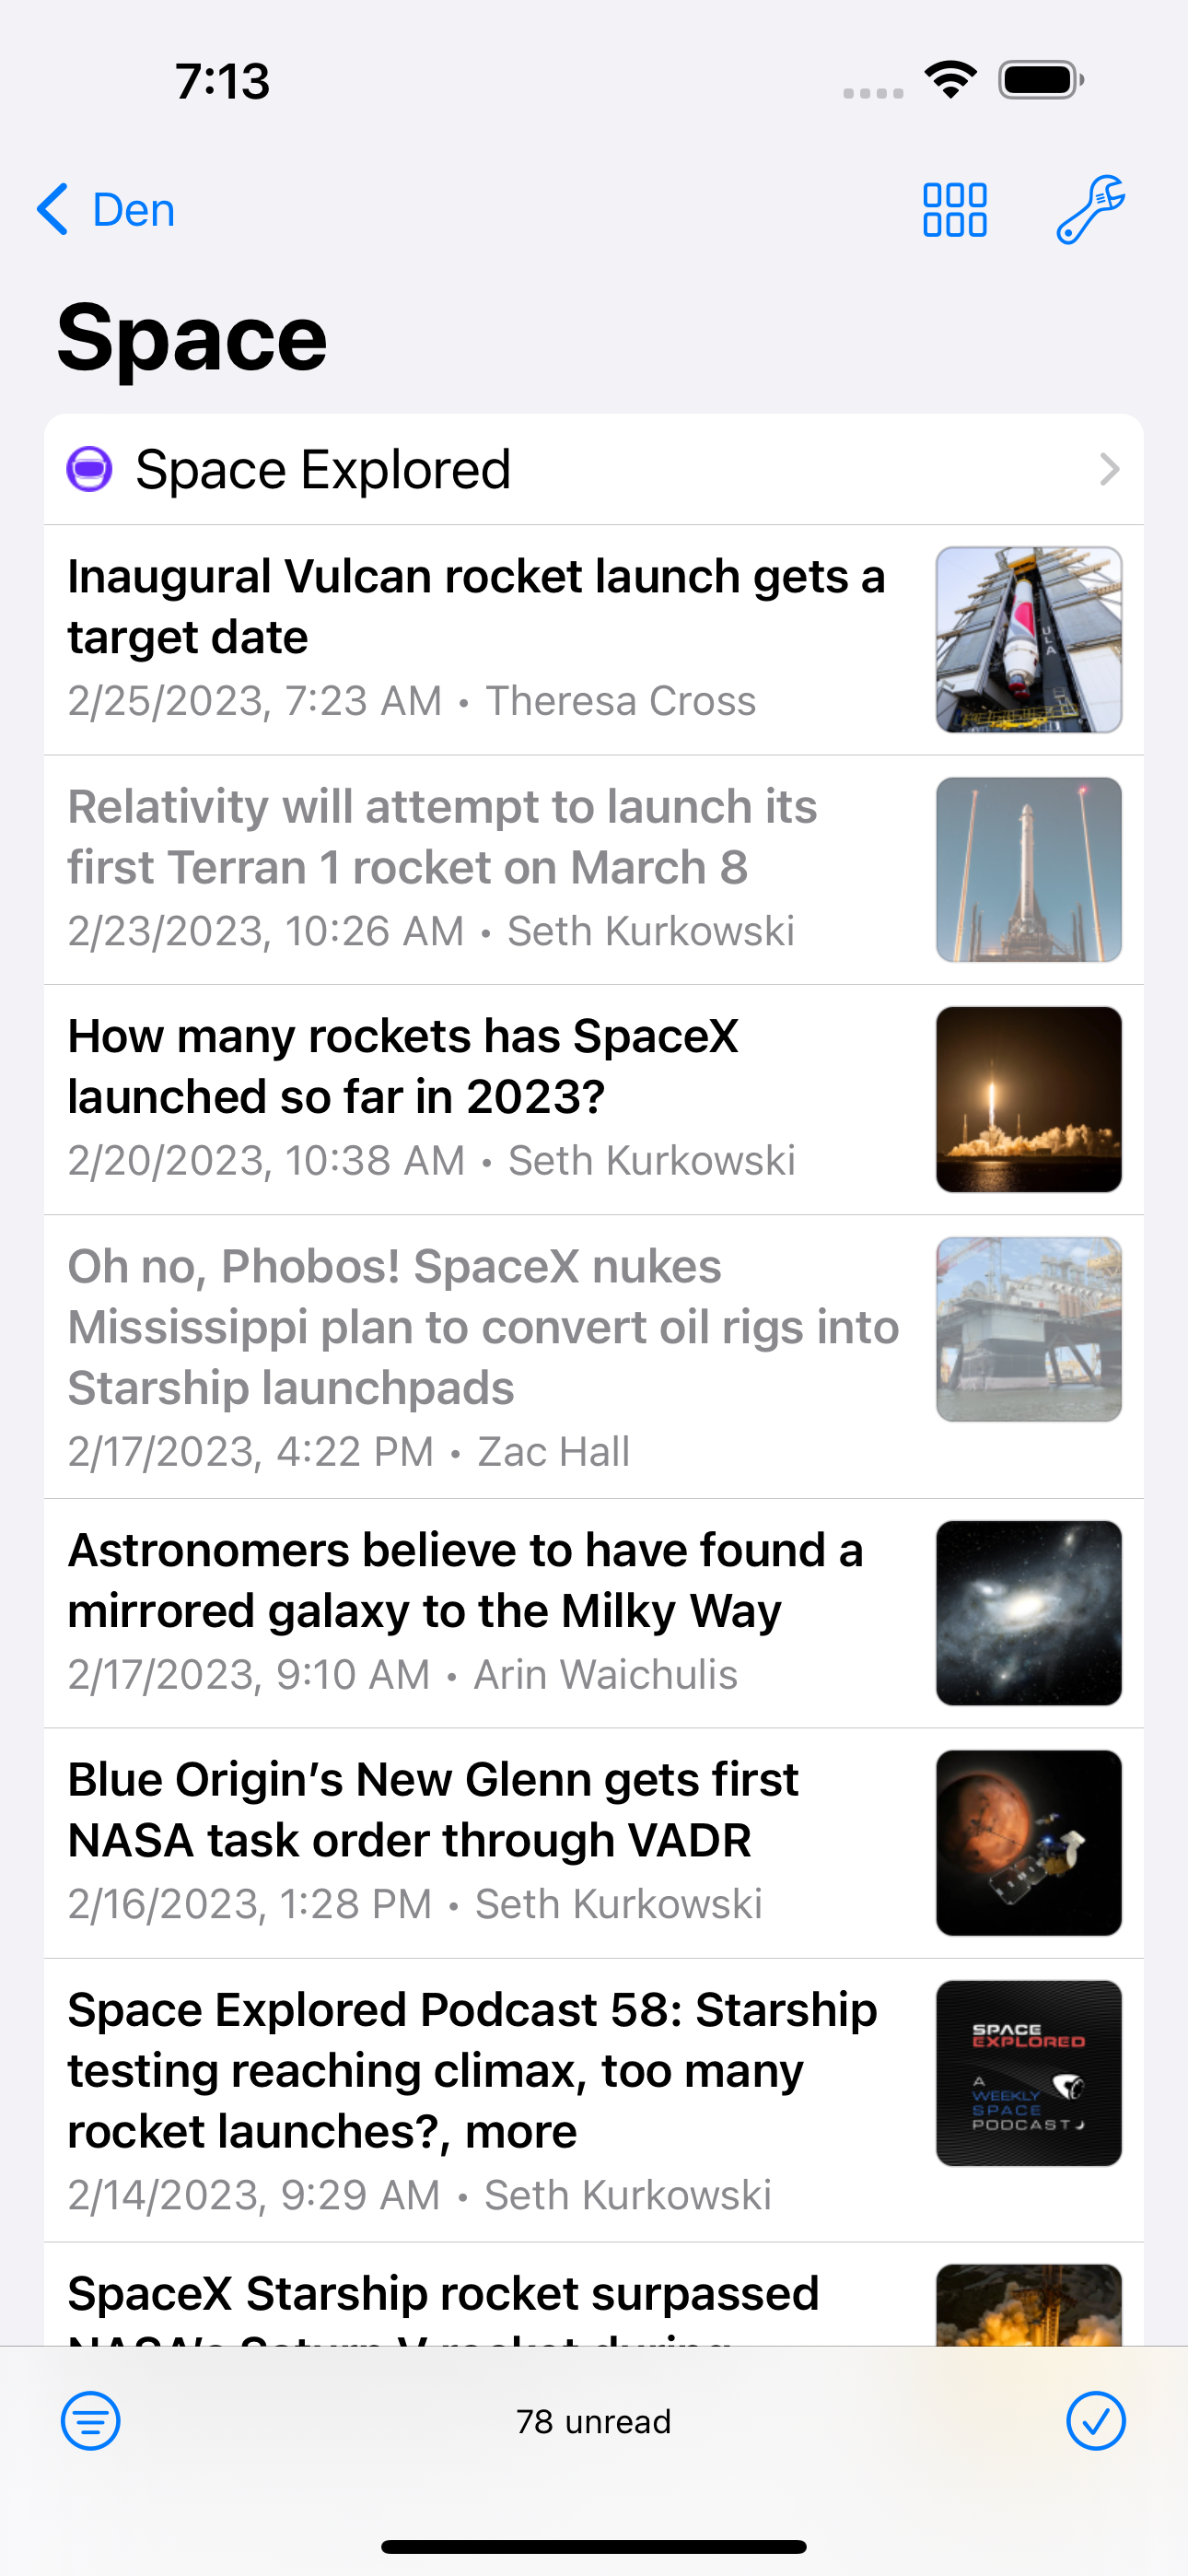 7:13
Den
Space
Space Explored
Inaugural Vulcan rocket launch gets a
target date
2/25/2023, 7:23 AM • Theresa Cross
ULA
Relativity will attempt to launch its
first Terran 1 rocket on March 8
2/23/2023, 10:26 AM • Seth Kurkowski
How many rockets has SpaceX
launched so far in 2023?
2/20/2023, 10:38 AM • Seth Kurkowski
Oh no, Phobos! SpaceX nukes
Mississippi plan to convert oil rigs into
Starship launchpads
2/17/2023, 4:22 PM • Zac Hall
Astronomers believe to have found a
mirrored galaxy to the Milky Way
2/17/2023, 9:10 AM • Arin Waichulis
Blue Origin’s New Glenn gets first
NASA task order through VADR
2/16/2023, 1:28 PM • Seth Kurkowski
Space Explored Podcast 58: Starship
testing reaching climax, too many
rocket launches?, more
2/14/2023, 9:29 AM • Seth Kurkowski
SPACE
EXPLORED
A
WEEKLY
SPACE
PODCAST
SpaceX Starship rocket surpassed
NASA’s Saturn V rocket during
78 unread